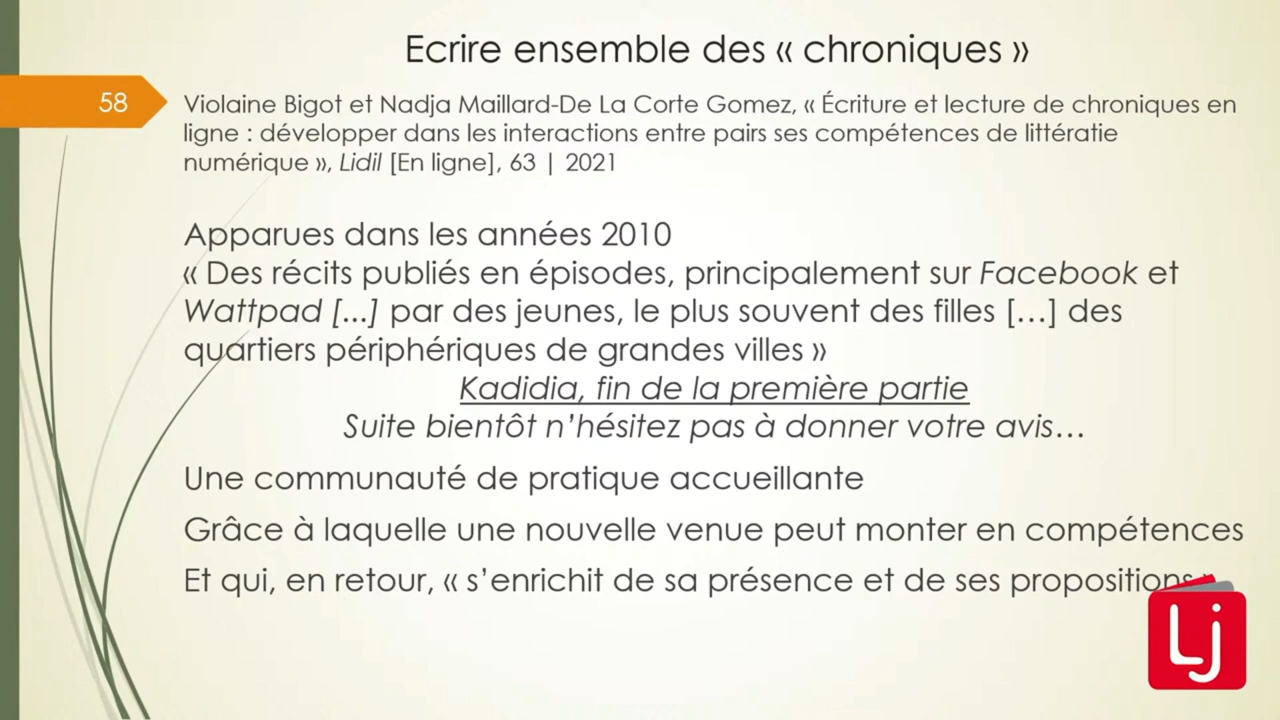 Ecrire ensemble des « chroniques »
58
Violaine Bigot et Nadja Maillard-De La Corte Gomez, « Écriture et lecture de chroniques en
ligne : développer dans les interactions entre pairs ses compétences de littératie
numérique », Lidil [En ligne], 63 | 2021
Apparues dans les années 2010
« Des récits publiés en épisodes, principalement sur Facebook et
Wattpad [...] par des jeunes, le plus souvent des filles […] des
quartiers périphériques de grandes villes »
Kadidia, fin de la première partie
Suite bientôt n’hésitez pas à donner votre avis…
Une communauté de pratique accueillante
Grâce à laquelle une nouvelle venue peut monter en compétences
Et qui, en retour, « s’enrichit de sa présence et de ses propositions »
Lj